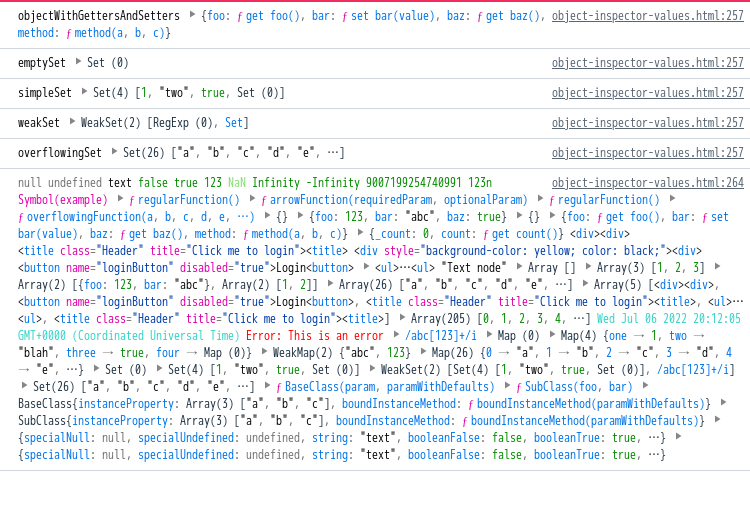 objectWithGettersAndSetters ▶ {foo: ƒ get foo(), bar: ƒ set bar(value), baz: ƒ get baz(), object-inspector-values.html:257
method: ƒ method(a, b, c)}
emptySet ▶ Set (0) object-inspector-values.html:257
simpleSet ▶ Set(4) [1, "two", true, Set (0)] object-inspector-values.html:257
weakSet ▶ WeakSet(2) [RegExp (0), Set] object-inspector-values.html:257
overflowingSet ▶ Set(26) ["a", "b", "c", "d", "e", …] object-inspector-values.html:257
null undefined text false true 123 NaN Infinity -Infinity 9007199254740991 123n object-inspector-values.html:264
Symbol(example) ▶ ƒ regularFunction() ▶ ƒ arrowFunction(requiredParam, optionalParam) ▶ ƒ regularFunction() ▶
ƒ overflowingFunction(a, b, c, d, e, …) ▶ {} ▶ {foo: 123, bar: "abc", baz: true} ▶ {} ▶ {foo: ƒ get foo(), bar: ƒ set
bar(value), baz: ƒ get baz(), method: ƒ method(a, b, c)} ▶ {_count: 0, count: ƒ get count()} <div><div>
<title class="Header" title="Click me to login"><title> <div style="background-color: yellow; color: black;"><div>
<button name="loginButton" disabled="true">Login<button> ▶ <ul>⋯<ul> "Text node" ▶ Array [] ▶ Array(3) [1, 2, 3] ▶
Array(2) [{foo: 123, bar: "abc"}, Array(2) [1, 2]] ▶ Array(26) ["a", "b", "c", "d", "e", …] ▶ Array(5) [<div><div>,
<button name="loginButton" disabled="true">Login<button>, <title class="Header" title="Click me to login"><title>, <ul>⋯
<ul>, <title class="Header" title="Click me to login"><title>] ▶ Array(205) [0, 1, 2, 3, 4, …] Wed Jul 06 2022 20:12:05
GMT+0000 (Coordinated Universal Time) Error: This is an error ▶ /abc[123]+/i ▶ Map (0) ▶ Map(4) {one → 1, two →
"blah", three → true, four → Map (0)} ▶ WeakMap(2) {"abc", 123} ▶ Map(26) {0 → "a", 1 → "b", 2 → "c", 3 → "d", 4
→ "e", …} ▶ Set (0) ▶ Set(4) [1, "two", true, Set (0)] ▶ WeakSet(2) [Set(4) [1, "two", true, Set (0)], /abc[123]+/i]
▶ Set(26) ["a", "b", "c", "d", "e", …] ▶ ƒ BaseClass(param, paramWithDefaults) ▶ ƒ SubClass(foo, bar) ▶
BaseClass{instanceProperty: Array(3) ["a", "b", "c"], boundInstanceMethod: ƒ boundInstanceMethod(paramWithDefaults)} ▶
SubClass{instanceProperty: Array(3) ["a", "b", "c"], boundInstanceMethod: ƒ boundInstanceMethod(paramWithDefaults)} ▶
{specialNull: null, specialUndefined: undefined, string: "text", booleanFalse: false, booleanTrue: true, …} ▶
{specialNull: null, specialUndefined: undefined, string: "text", booleanFalse: false, booleanTrue: true, …}